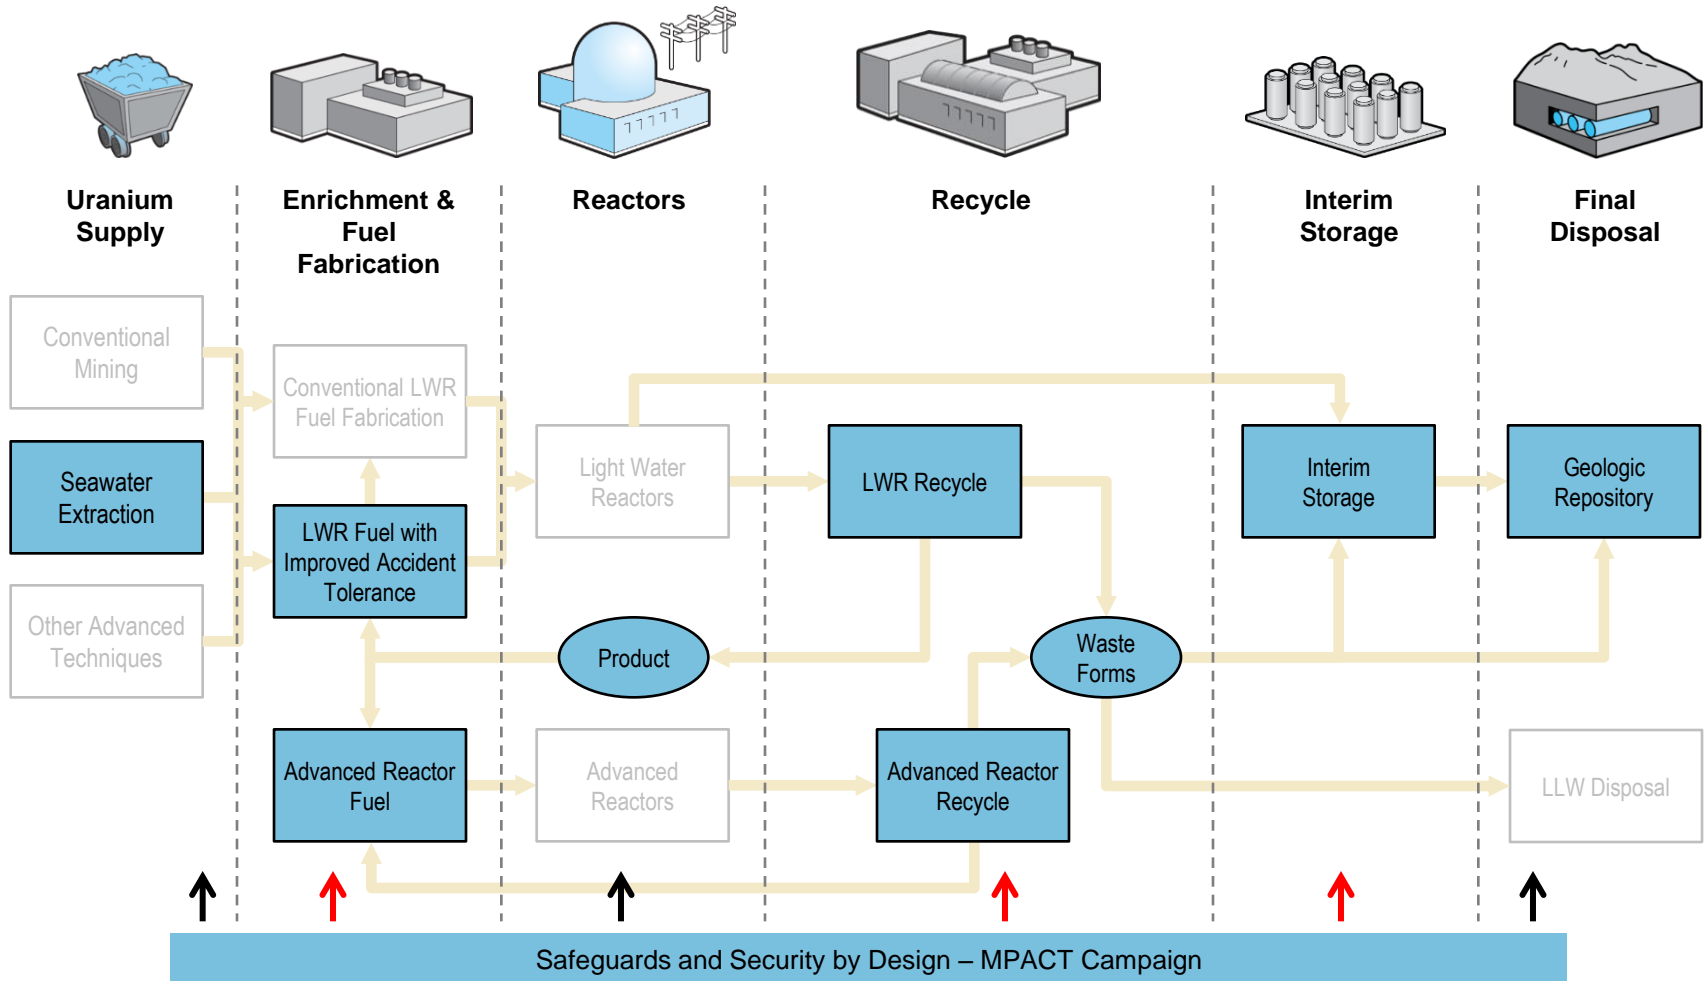 Uranium
Supply
Enrichment &
Fuel
Fabrication
Reactors
Recycle
Interim
Storage
Final
Disposal
Conventional
Mining
Conventional LWR
Fuel Fabrication
Seawater
Extraction
Light Water
Reactors
LWR Recycle
Interim
Storage
Geologic
Repository
LWR Fuel with
Improved Accident
Tolerance
Other Advanced
Techniques
Product
Waste
Forms
Advanced Reactor
Fuel
Advanced
Reactors
Advanced Reactor
Recycle
LLW Disposal
Safeguards and Security by Design – MPACT Campaign